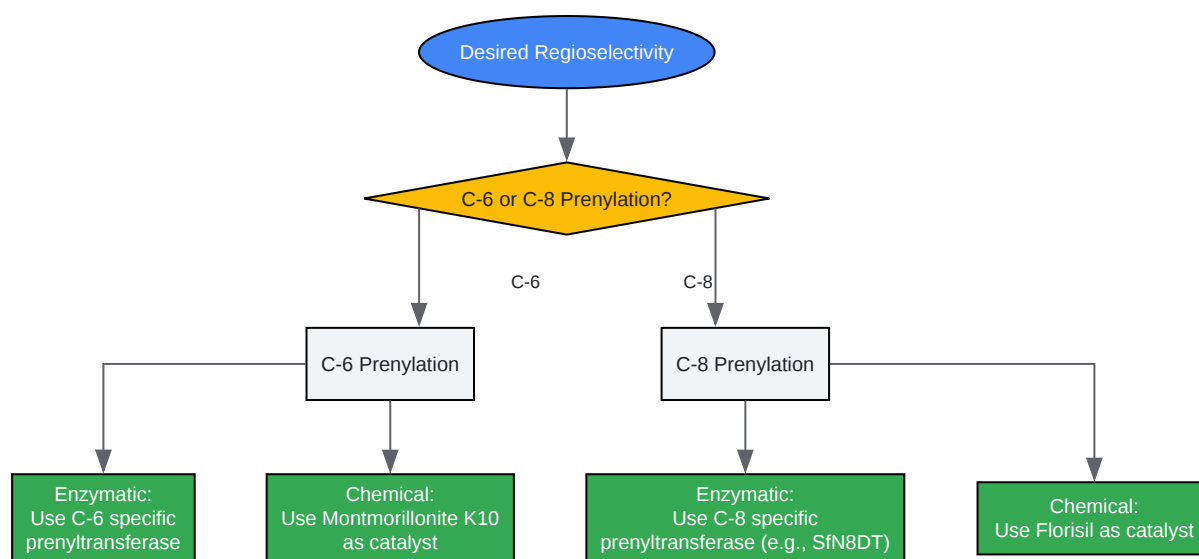 Desired Regioselectivity
C-6 or C-8 Prenylation?
C-6
C-8
C-6 Prenylation
C-8 Prenylation
Enzymatic:
Use C-6 specific
prenyltransferase
Chemical:
Use Montmorillonite K10
as catalyst
Enzymatic:
Use C-8 specific
prenyltransferase (e.g., SfN8DT)
Chemical:
Use Florisil as catalyst